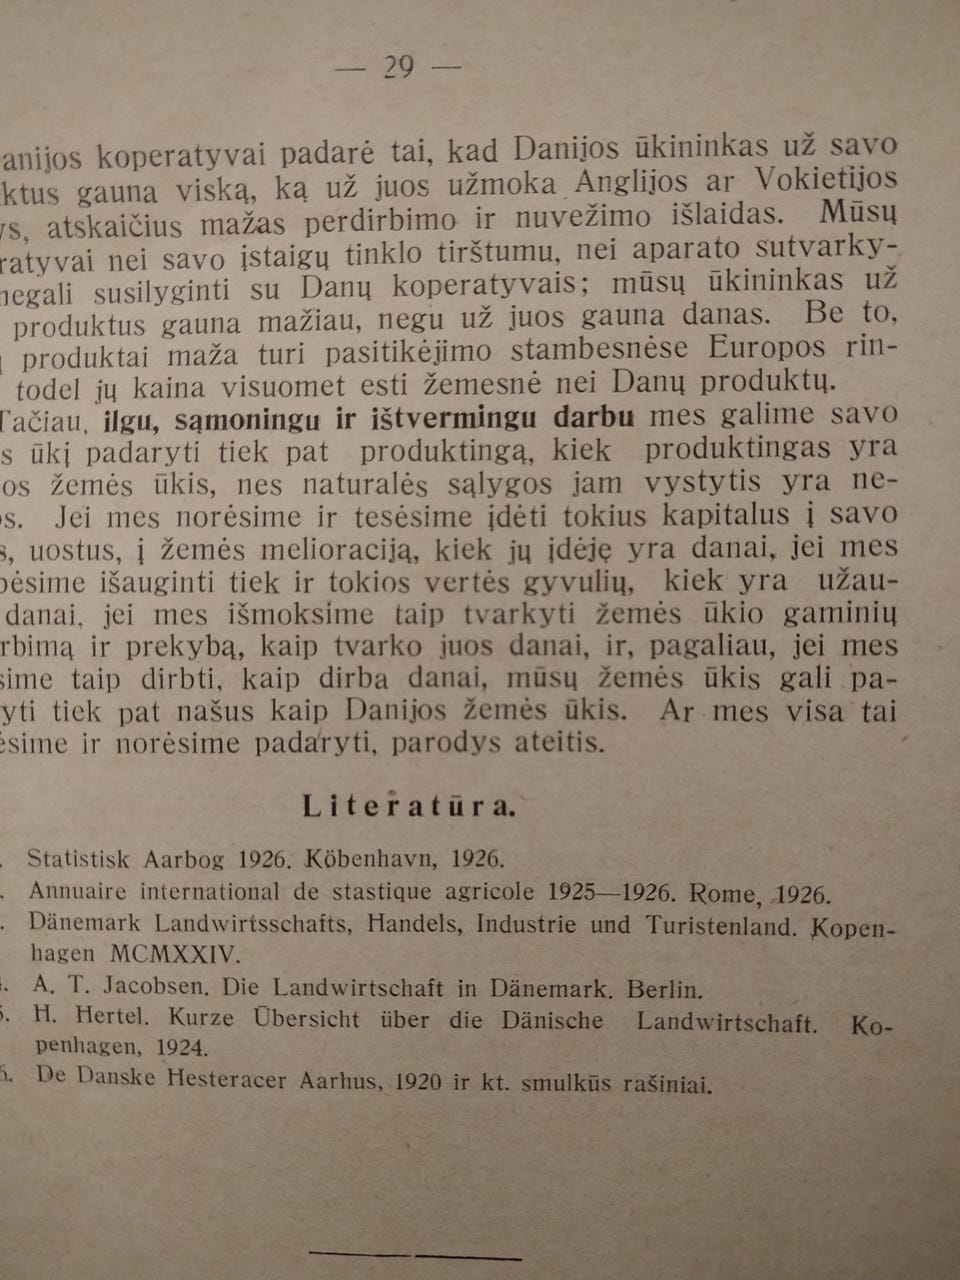 — 29 —
anijos koperatyvai padarė tai, kad Danijos ūkininkas už savo
ktus gauna viską, ką už juos užmoka Anglijos ar Vokietijos
ys, atskaičius mažas perdirbimo ir nuvežimo išlaidas. Mūsų
ratyvai nei savo įstaigų tinklo tirštumu, nei aparato sutvarky-
negali susilyginti su Danų koperatyvais; mūsų ūkininkas už
produktus gauna mažiau, negu už juos gauna danas. Be to,
ų produktai maža turi pasitikėjimo stambesnėse Europos rin-
todel jų kaina visuomet esti žemesnė nei Danų produktų.
Tačiau, ilgu, sąmoningu ir ištvermingu darbu mes galime savo
s ūkį padaryti tiek pat produktingą, kiek produktingas yra
os žemės ūkis, nes naturalės sąlygos jam vystytis yra ne-
os. Jei mes norėsime ir tesėsime įdėti tokius kapitalus į savo
s, uostus, į žemės melioraciją, kiek jų įdėję yra danai, jei mes
bėsime išauginti tiek ir tokios vertės gyvulių, kiek yra užau-
danai, jei mes išmoksime taip tvarkyti žemės ūkio gaminių
rbimą ir prekybą, kaip tvarko juos danai, ir, pagaliau, jei mes
sime taip dirbti, kaip dirba danai, mūsų žemės ūkis gali pa-
yti tiek pat našus kaip Danijos žemės ūkis. Ar mes visa tai
ėsime ir norėsime padaryti, parodys ateitis.
Literatūra.
. Statistisk Aarbog 1926. Köbenhavn, 1926.
. Annuaire international de stastique agricole 1925—1926. Rome, 1926.
. Dänemark Landwirtsschafts, Handels, Industrie und Turistenland. Kopen-
hagen MCMXXIV.
4. A. T. Jacobsen. Die Landwirtschaft in Dänemark. Berlin.
5. H. Hertel. Kurze Übersicht über die Dänische Landwirtschaft. Ko-
penhagen, 1924.
6. De Danske Hesteracer Aarhus, 1920 ir kt. smulkūs rašiniai.